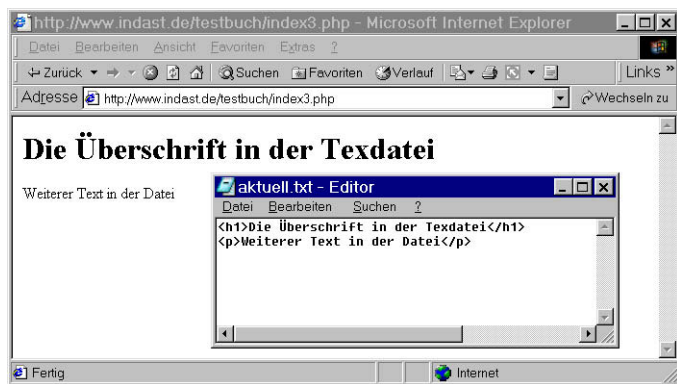 http://www.indast.de/testbuch/index3.php - Microsoft Internet Explorer
Datei Bearbeiten Ansicht Favoriten Extras ?
Zurück Suchen Favoriten Verlauf Links »
Adresse http://www.indast.de/testbuch/index3.php Wechseln zu
Die Überschrift in der Texdatei
Weiterer Text in der Datei
aktuell.txt - Editor
Datei Bearbeiten Suchen ?
<h1>Die Überschrift in der Texdatei</h1>
<p>Weiterer Text in der Datei</p>
Fertig Internet